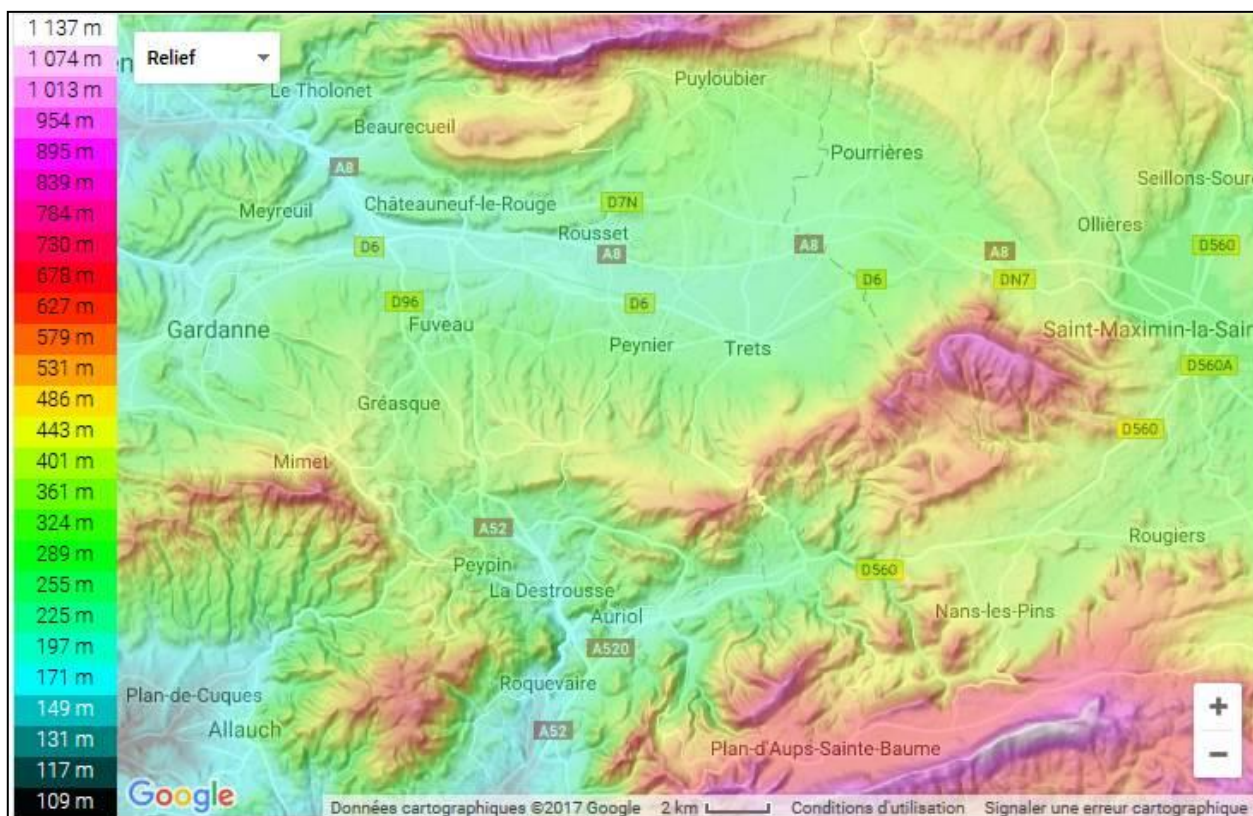 1 137 m
1 074 m
1 013 m
954 m
895 m
839 m
784 m
730 m
678 m
627 m
579 m
531 m
486 m
443 m
401 m
361 m
324 m
289 m
255 m
225 m
197 m
171 m
149 m
131 m
117 m
109 m
Relief
Puyloubier
Le Tholonet
Beaurecueil
Pourrières
A8
Seillons-Sour
Châteauneuf-le-Rouge
D7N
Meyreuil
Ollières
Rousset
D6
A8
A8
A8
D560
D6
DN7
D96
D6
Gardanne
Fuveau
Saint-Maximin-la-Sain
Peynier
Trets
D560A
Gréasque
D560
Mimet
A52
Rougiers
Peypin
D560
La Destrousse
Auriol
Nans-les-Pins
A520
Roquevaire
Plan-de-Cuques
Allauch
A52
Plan-d'Aups-Sainte-Baume
+
−
Google
Données cartographiques ©2017 Google 2 km Conditions d'utilisation Signaler une erreur cartographique